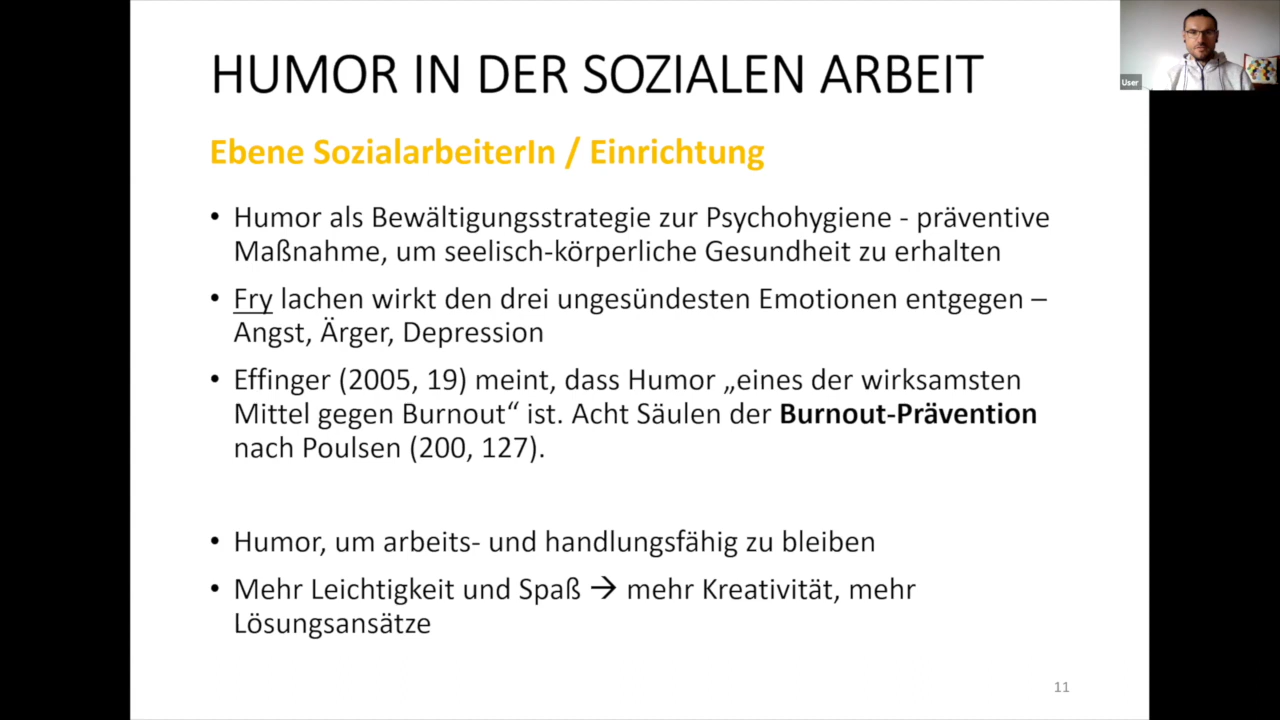 HUMOR IN DER SOZIALEN ARBEIT
User
Ebene SozialarbeiterIn / Einrichtung
• Humor als Bewältigungsstrategie zur Psychohygiene - präventive
Maßnahme, um seelisch-körperliche Gesundheit zu erhalten
• Fry lachen wirkt den drei ungesündesten Emotionen entgegen –
Angst, Ärger, Depression
• Effinger (2005, 19) meint, dass Humor „eines der wirksamsten
Mittel gegen Burnout“ ist. Acht Säulen der Burnout-Prävention
nach Poulsen (200, 127).
• Humor, um arbeits- und handlungsfähig zu bleiben
• Mehr Leichtigkeit und Spaß → mehr Kreativität, mehr
Lösungsansätze
11